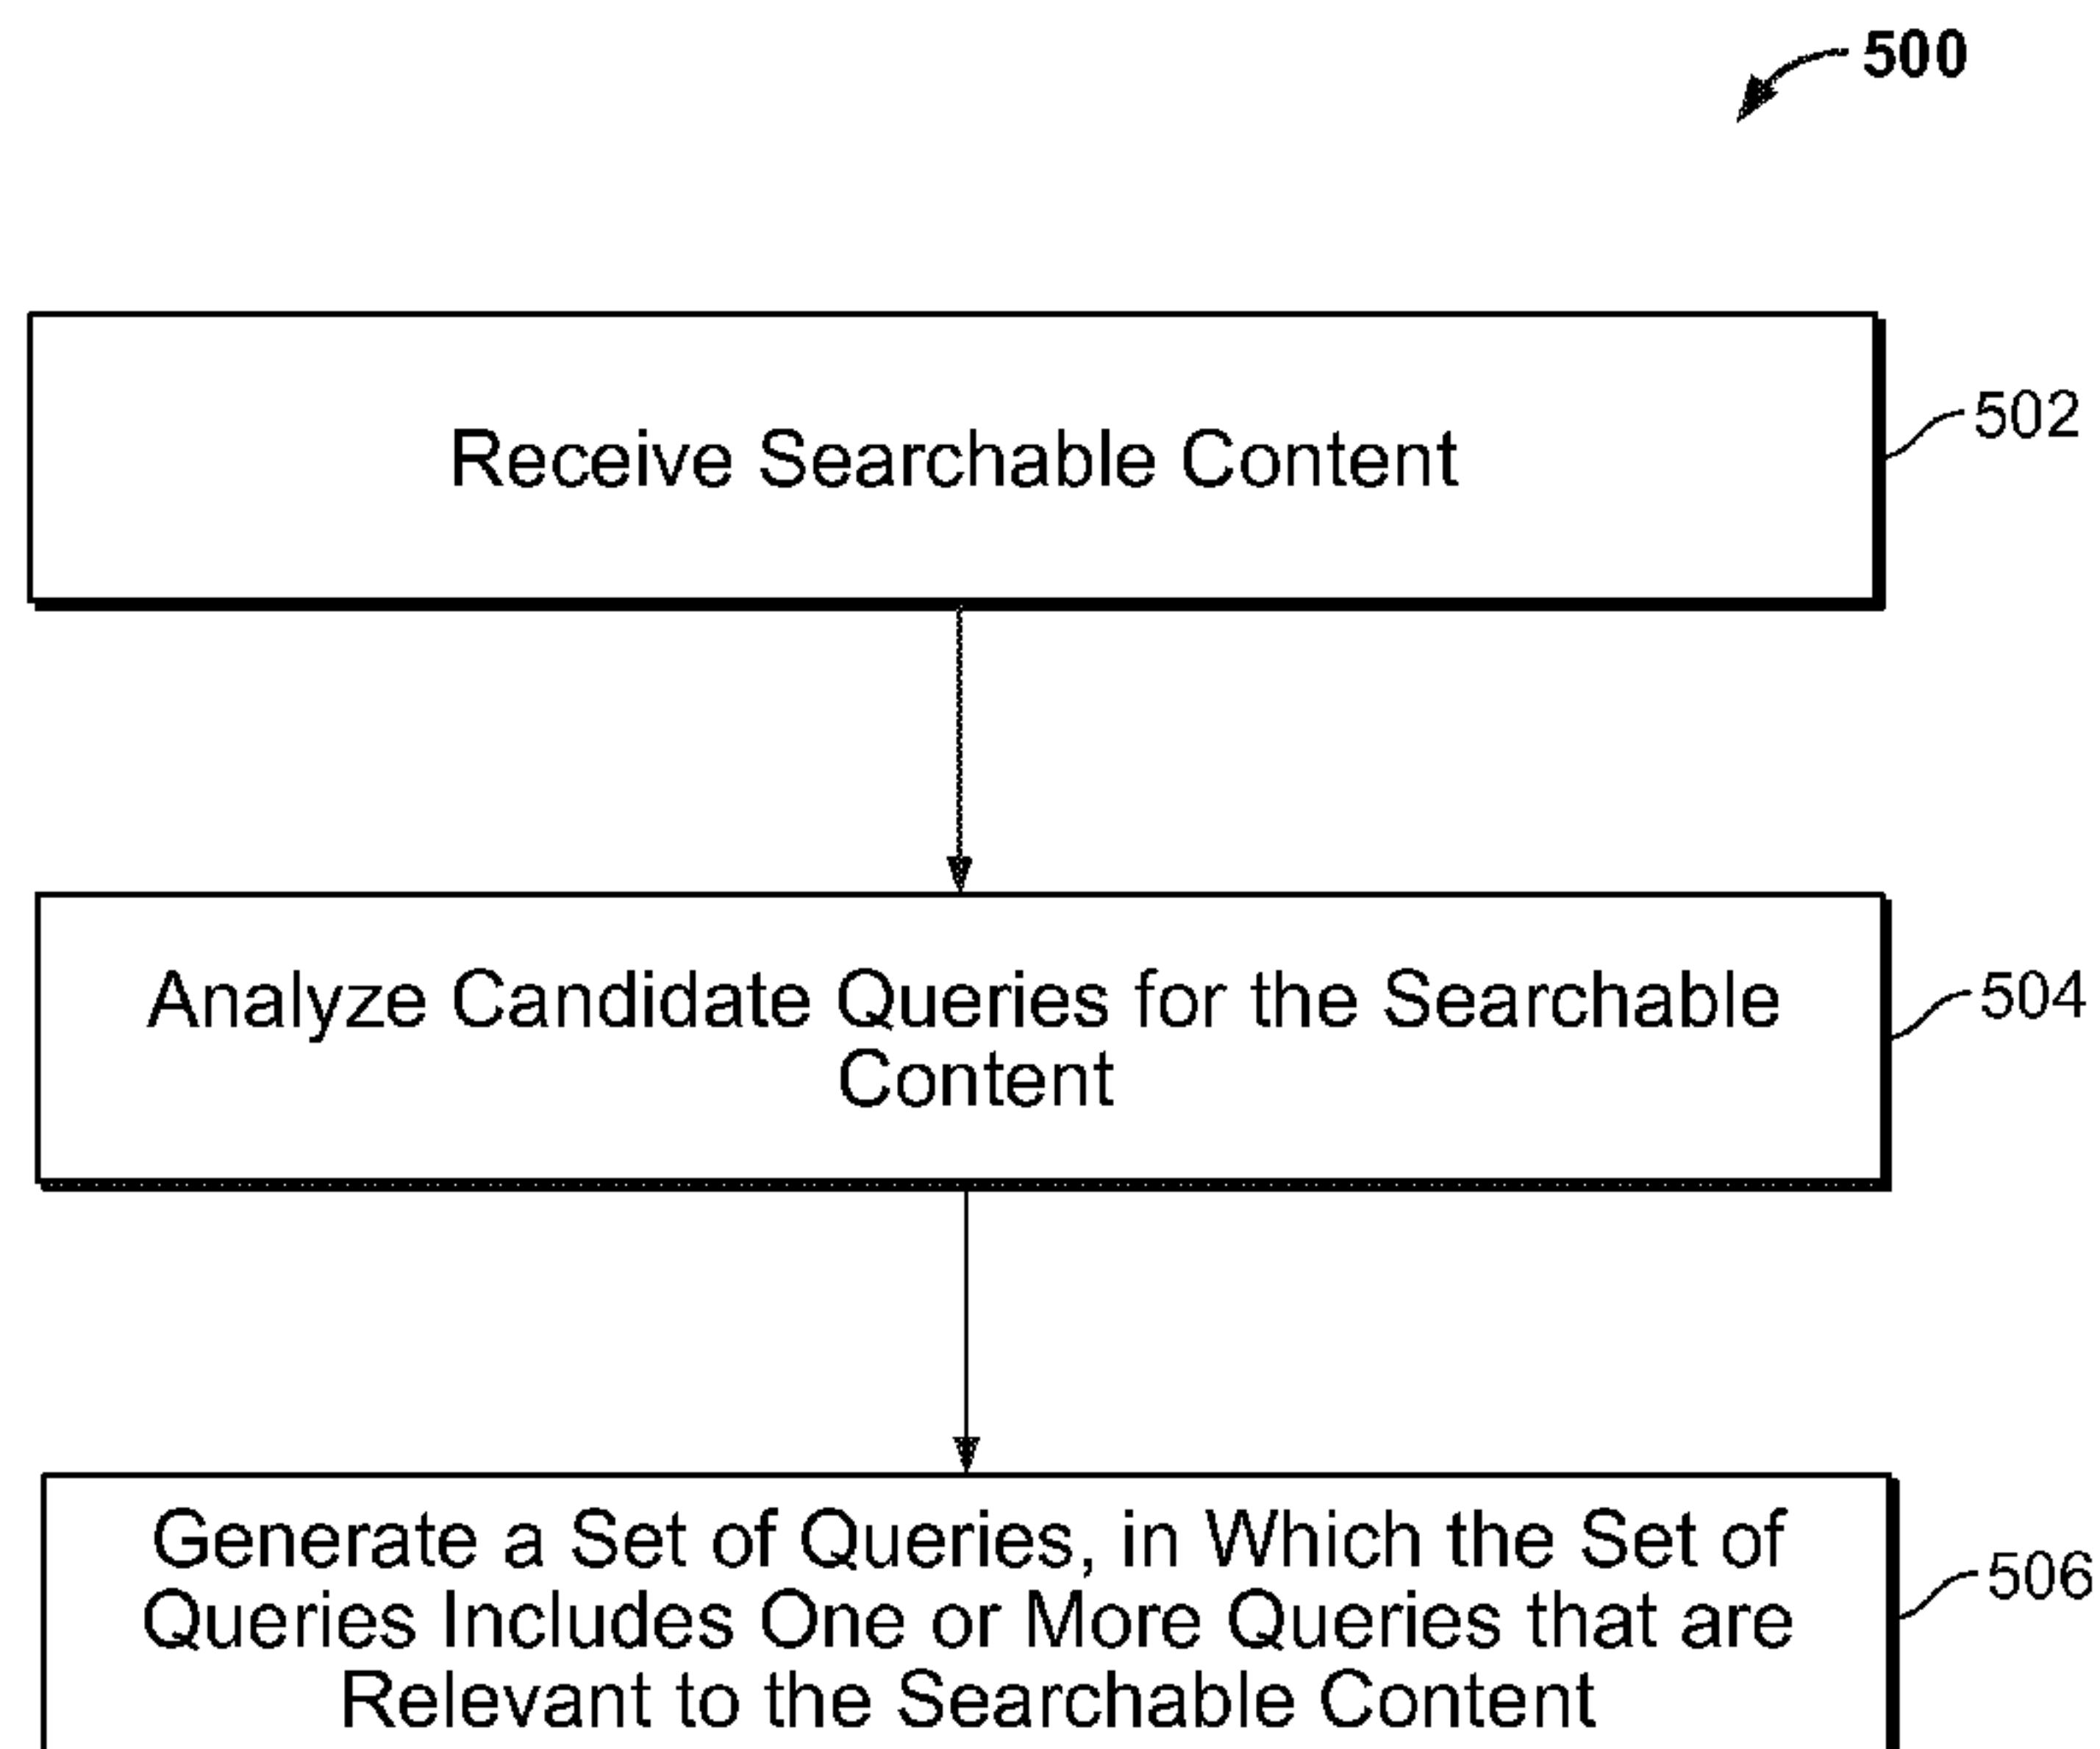 500
Receive Searchable Content
502
Analyze Candidate Queries for the Searchable
Content
504
Generate a Set of Queries, in Which the Set of
Queries Includes One or More Queries that are
Relevant to the Searchable Content
506